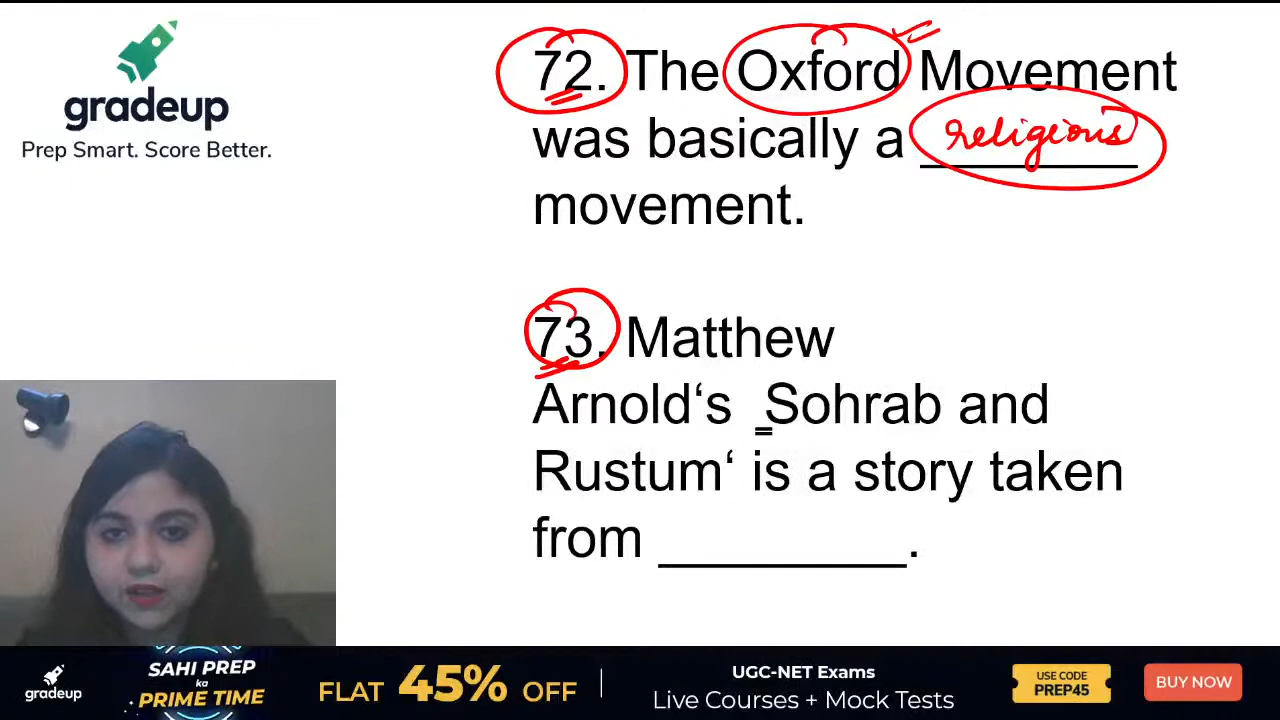 gradeup
Prep Smart. Score Better.
72. The Oxford Movement
was basically a religious
movement.
73. Matthew
Arnold‘s ‗Sohrab and
Rustum‘ is a story taken
from _________.
gradeup
SAHI PREP
ka
PRIME TIME
FLAT 45% OFF
UGC-NET Exams
Live Courses + Mock Tests
USE CODE
PREP45
BUY NOW